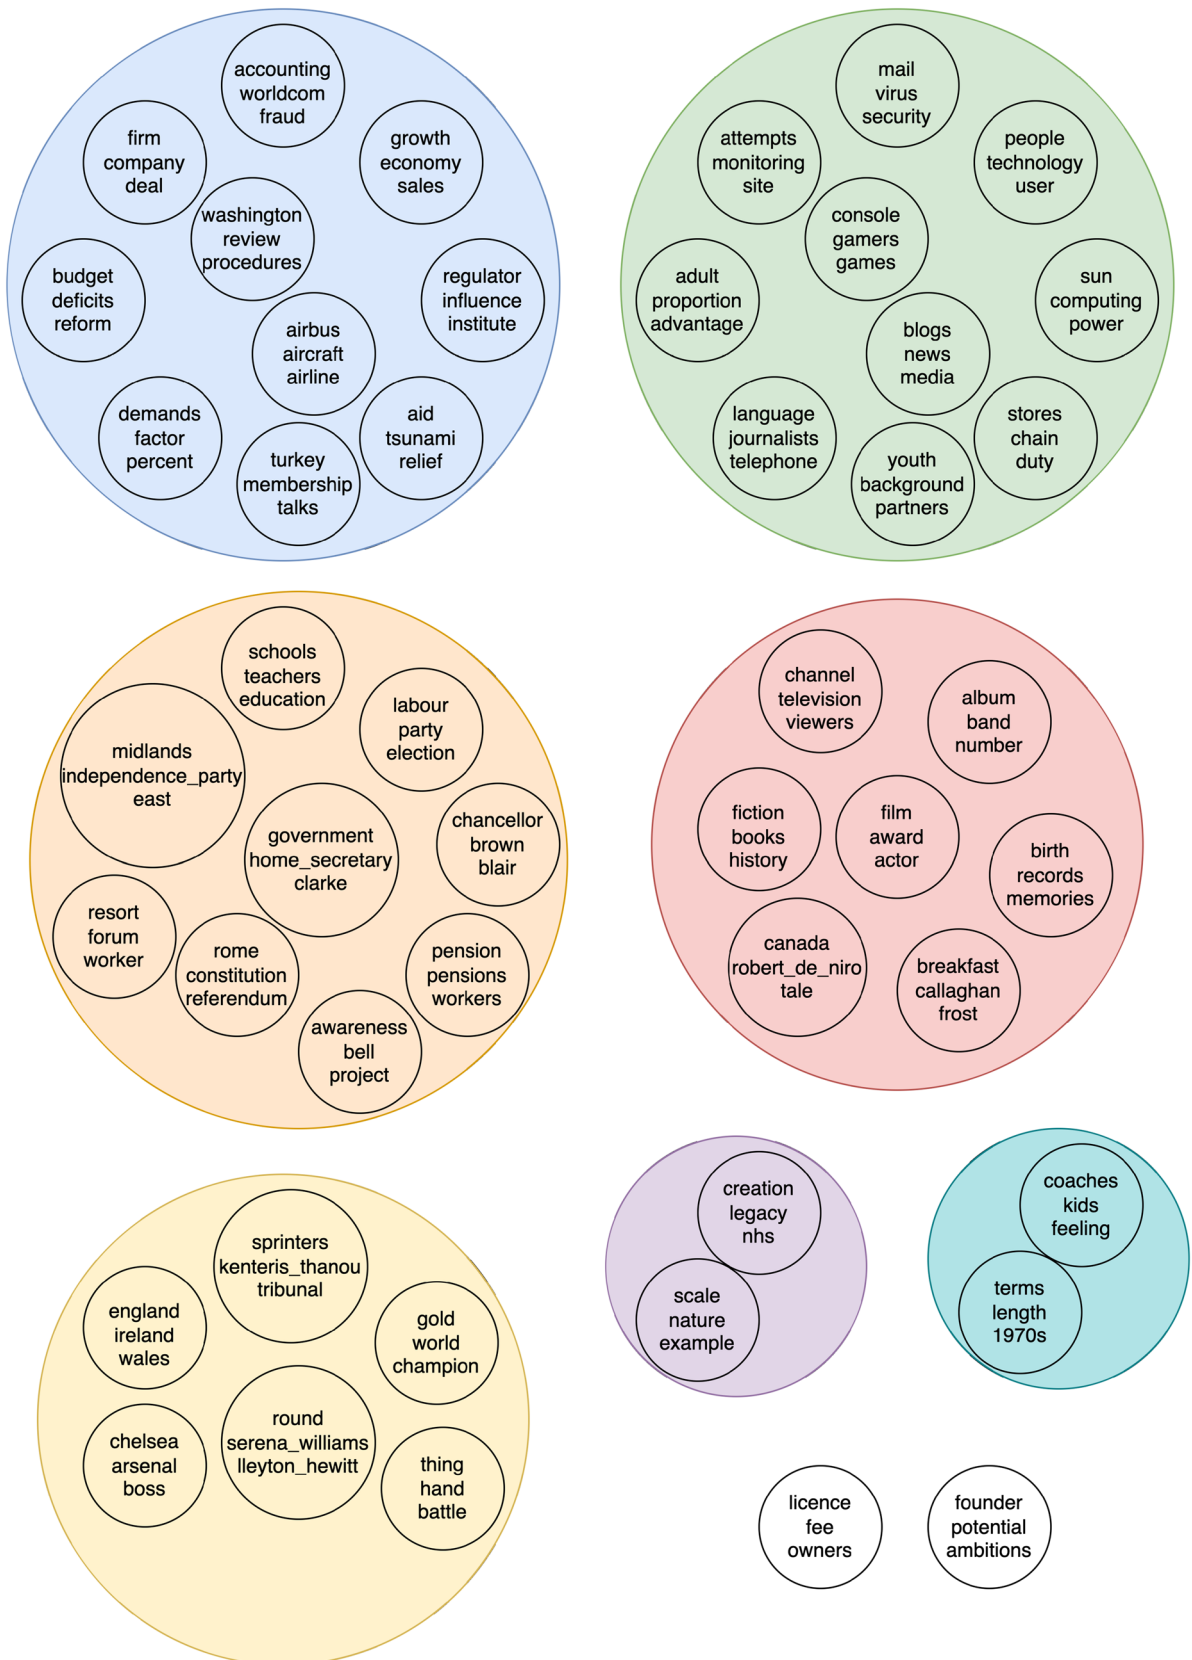 accounting
worldcom
fraud
firm
company
deal
growth
economy
sales
washington
review
procedures
budget
deficits
reform
regulator
influence
institute
airbus
aircraft
airline
demands
factor
percent
aid
tsunami
relief
turkey
membership
talks
mail
virus
security
attempts
monitoring
site
people
technology
user
console
gamers
games
adult
proportion
advantage
sun
computing
power
blogs
news
media
language
journalists
telephone
stores
chain
duty
youth
background
partners
schools
teachers
education
labour
party
election
midlands
independence_party
east
government
home_secretary
clarke
chancellor
brown
blair
resort
forum
worker
rome
constitution
referendum
pension
pensions
workers
awareness
bell
project
channel
television
viewers
album
band
number
fiction
books
history
film
award
actor
birth
records
memories
canada
robert_de_niro
tale
breakfast
callaghan
frost
sprinters
kenteris_thanou
tribunal
england
ireland
wales
gold
world
champion
round
serena_williams
lleyton_hewitt
chelsea
arsenal
boss
thing
hand
battle
creation
legacy
nhs
scale
nature
example
coaches
kids
feeling
terms
length
1970s
licence
fee
owners
founder
potential
ambitions